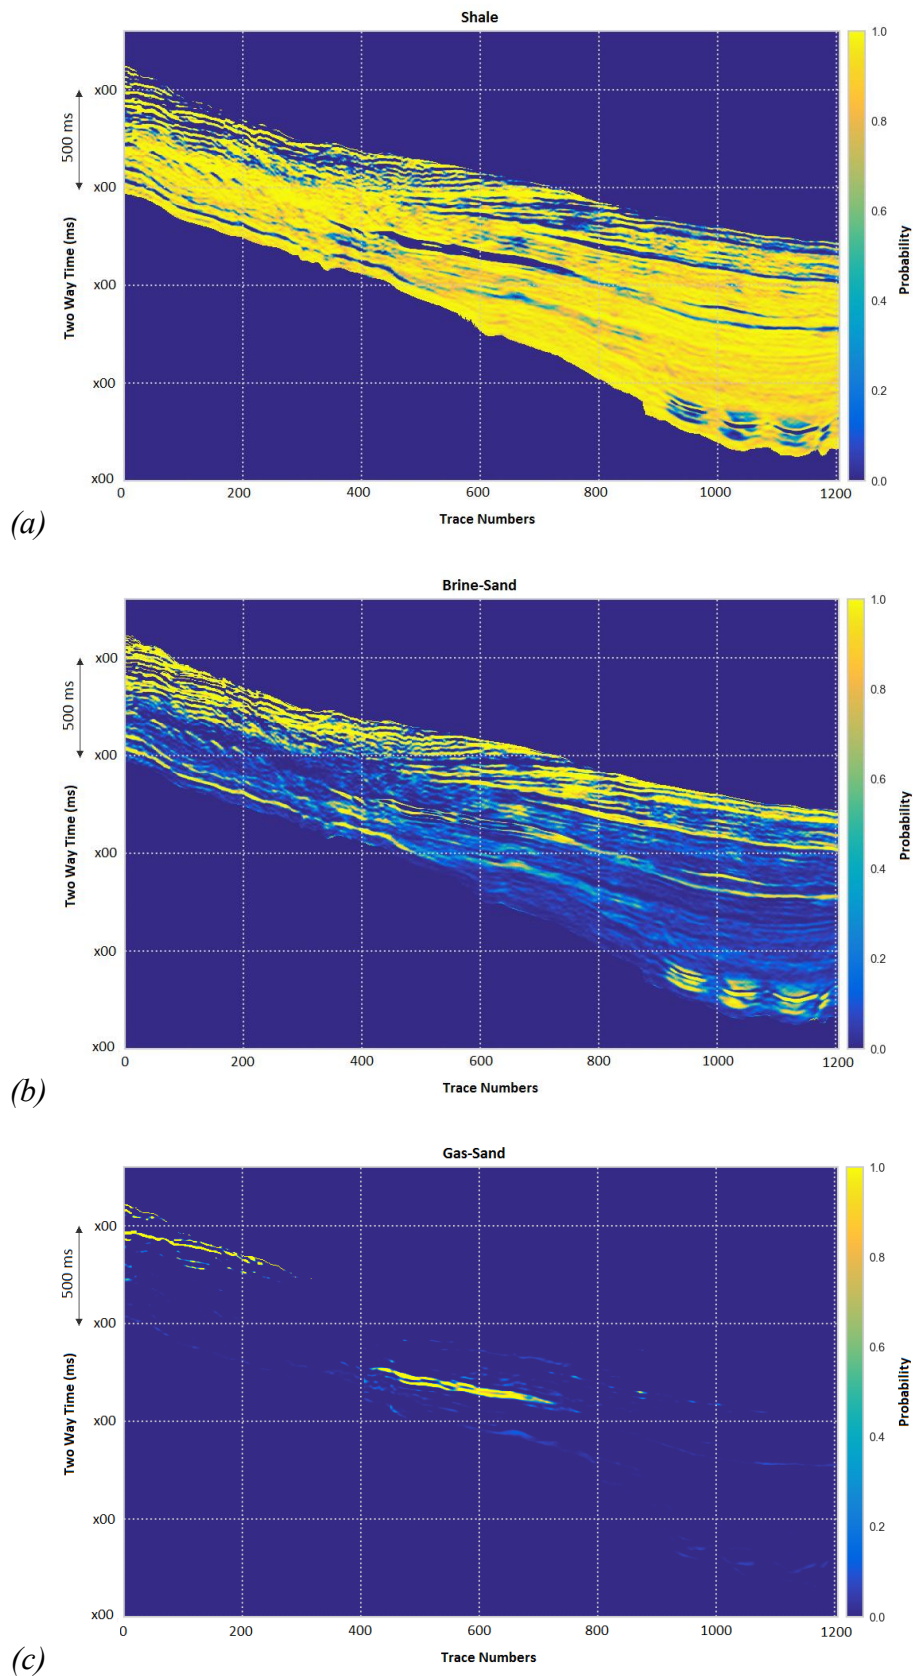 Shale
1.0
x00
0.8
500 ms
x00
0.6
Two Way Time (ms)
Probability
x00
0.4
x00
0.2
x00
0.0
0 200 400 600 800 1000 1200
Trace Numbers
(a)
Brine-Sand
1.0
x00
0.8
500 ms
x00
0.6
Two Way Time (ms)
Probability
x00
0.4
x00
0.2
x00
0.0
0 200 400 600 800 1000 1200
Trace Numbers
(b)
Gas-Sand
1.0
x00
0.8
500 ms
x00
0.6
Two Way Time (ms)
Probability
x00
0.4
x00
0.2
x00
0.0
0 200 400 600 800 1000 1200
Trace Numbers
(c)